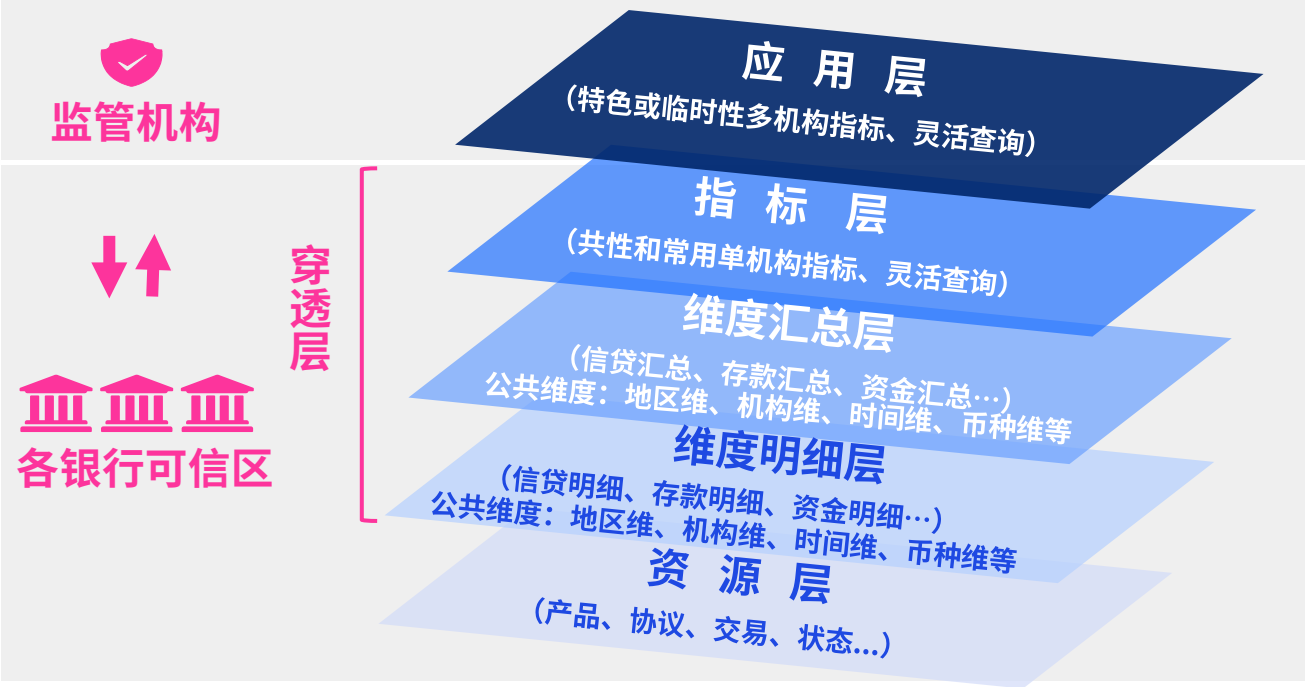 监管机构
各银行可信区
穿透层
应 用 层
（特色或临时性多机构指标、灵活查询）
指 标 层
（共性和常用单机构指标、灵活查询）
维度汇总层
（信贷汇总、存款汇总、资金汇总…）
公共维度：地区维、机构维、时间维、币种维等
维度明细层
（信贷明细、存款明细、资金明细…）
公共维度：地区维、机构维、时间维、币种维等
资 源 层
（产品、协议、交易、状态...）